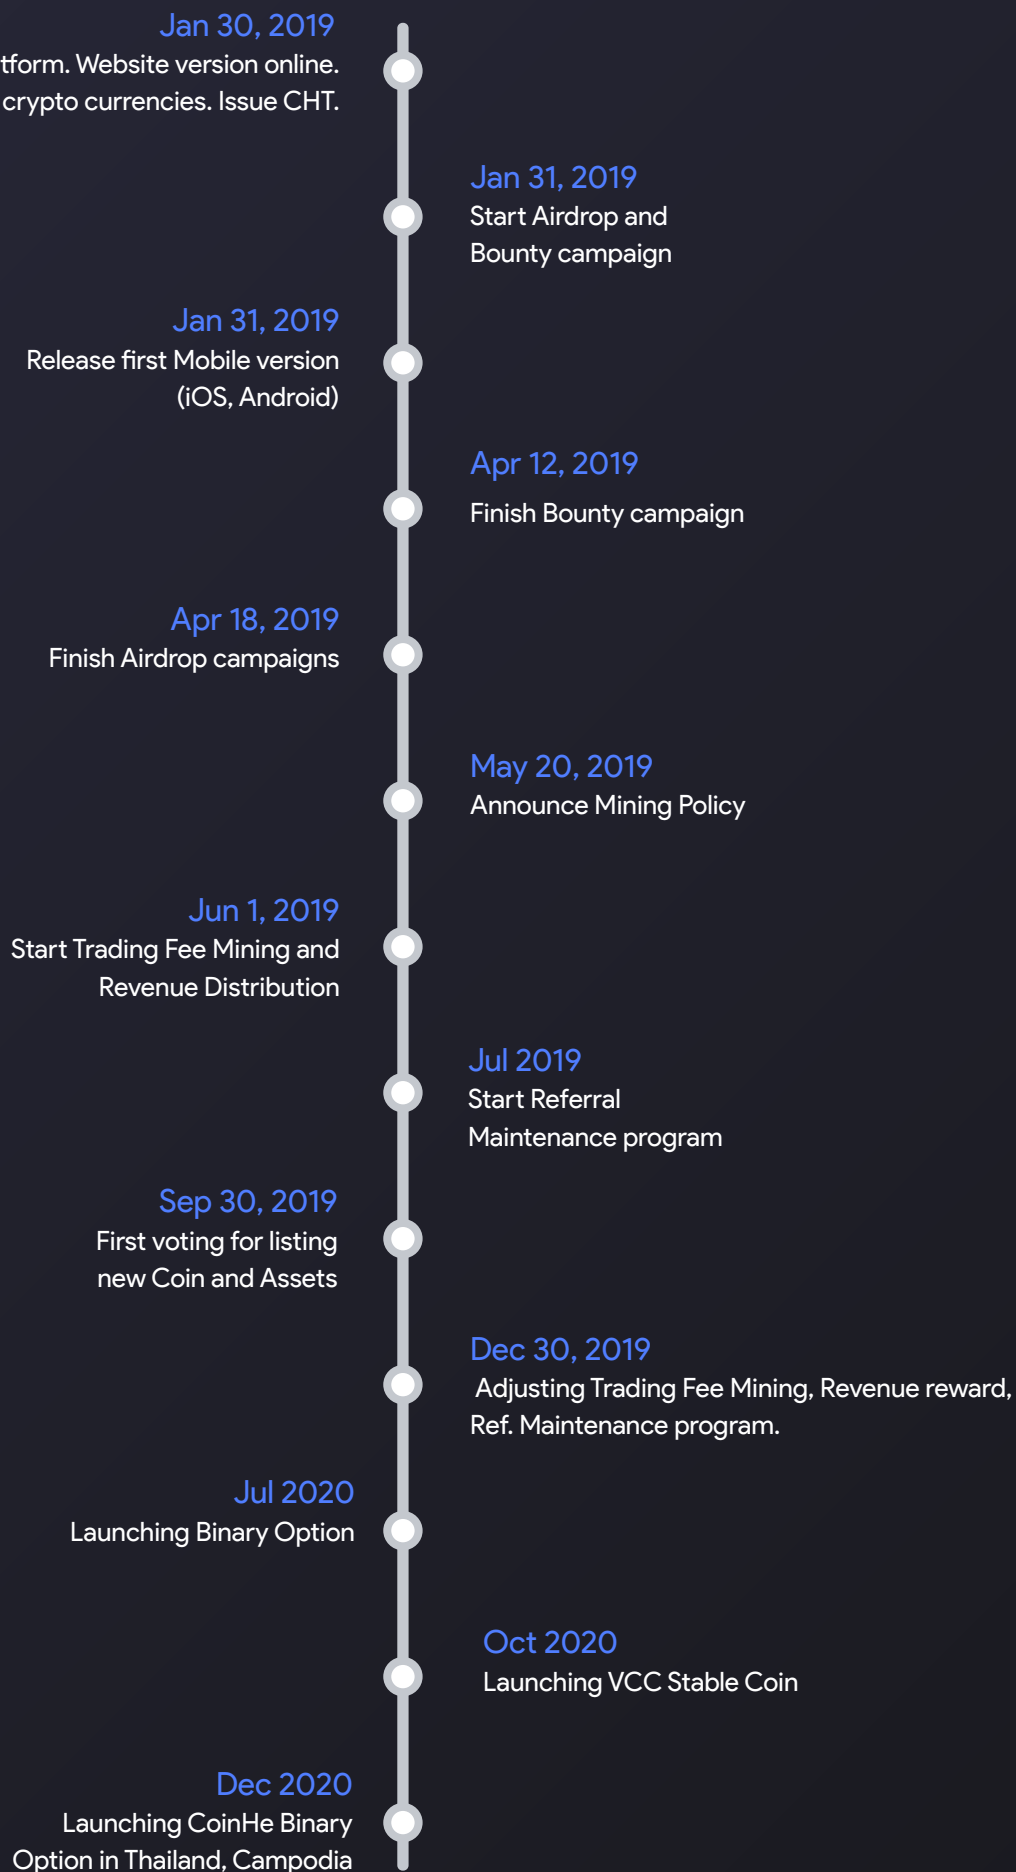 Jan 30, 2019
tform. Website version online.
crypto currencies. Issue CHT.
Jan 31, 2019
Start Airdrop and
Bounty campaign
Jan 31, 2019
Release first Mobile version
(iOS, Android)
Apr 12, 2019
Finish Bounty campaign
Apr 18, 2019
Finish Airdrop campaigns
May 20, 2019
Announce Mining Policy
Jun 1, 2019
Start Trading Fee Mining and
Revenue Distribution
Jul 2019
Start Referral
Maintenance program
Sep 30, 2019
First voting for listing
new Coin and Assets
Dec 30, 2019
Adjusting Trading Fee Mining, Revenue reward,
Ref. Maintenance program.
Jul 2020
Launching Binary Option
Oct 2020
Launching VCC Stable Coin
Dec 2020
Launching CoinHe Binary
Option in Thailand, Campodia